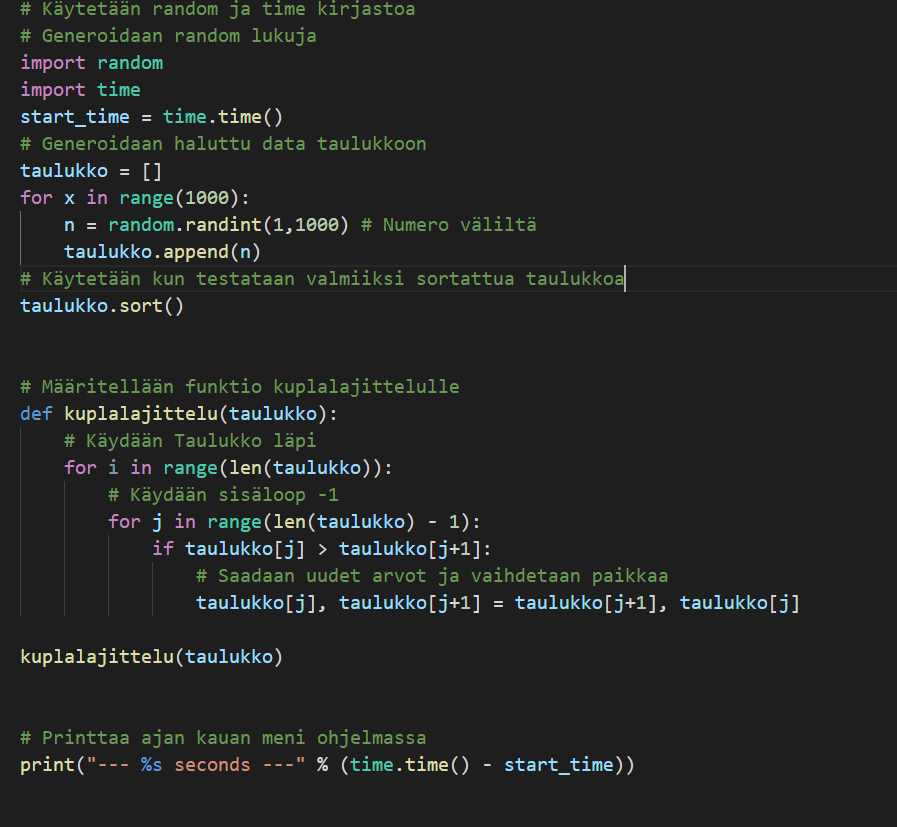 # Käytetään random ja time kirjastoa
# Generoidaan random lukuja
import random
import time
start_time = time.time()
# Generoidaan haluttu data taulukkoon
taulukko = []
for x in range(1000):
    n = random.randint(1,1000) # Numero väliltä
    taulukko.append(n)
# Käytetään kun testataan valmiiksi sortattua taulukkoa
taulukko.sort()
# Määritellään funktio kuplalajittelulle
def kuplalajittelu(taulukko):
    # Käydään Taulukko läpi
    for i in range(len(taulukko)):
        # Käydään sisäloop -1
        for j in range(len(taulukko) - 1):
            if taulukko[j] > taulukko[j+1]:
                # Saadaan uudet arvot ja vaihdetaan paikkaa
                taulukko[j], taulukko[j+1] = taulukko[j+1], taulukko[j]
kuplalajittelu(taulukko)
# Printtaa ajan kauan meni ohjelmassa
print("--- %s seconds ---" % (time.time() - start_time))